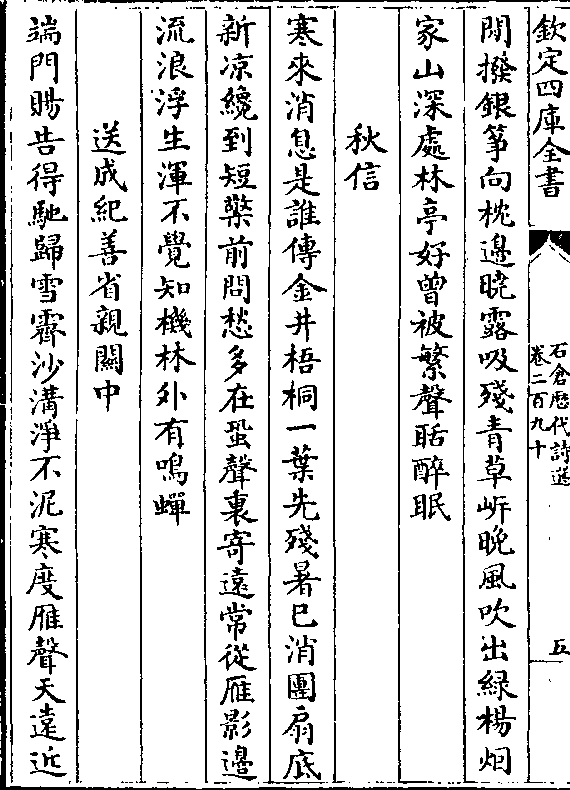 欽定四庫全書
石倉歷代詩選
卷二百九十
五
閒撥銀箏向枕邊曉露吸殘青草㟁晚風吹出緑楊烟
家山深處林亭好曾被繁聲聒醉眠
秋信
寒來消息是誰傳金井梧桐一葉先殘暑已消團扇底
新凉纔到短檠前問愁多在蛩聲裏寄遠常從雁影邊
流浪浮生渾不覺知機林外有鳴蟬
送成紀善省親關中
端門賜告得馳歸雪霽沙溝淨不泥寒度雁聲天遠近